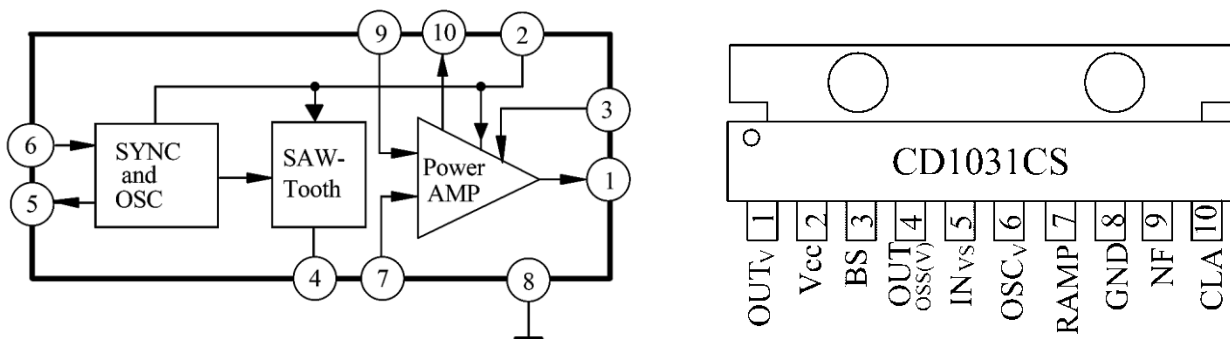 9
10
2
6
3
SYNC
and
OSC
SAW-
Tooth
Power
AMP
1
5
4
7
8
CD1031CS
1 2 3 4 5 6 7 8 9 10
OUTV
Vcc
BS
OUT
OSS(V)
INVS
OSCV
RAMP
GND
NF
CLA